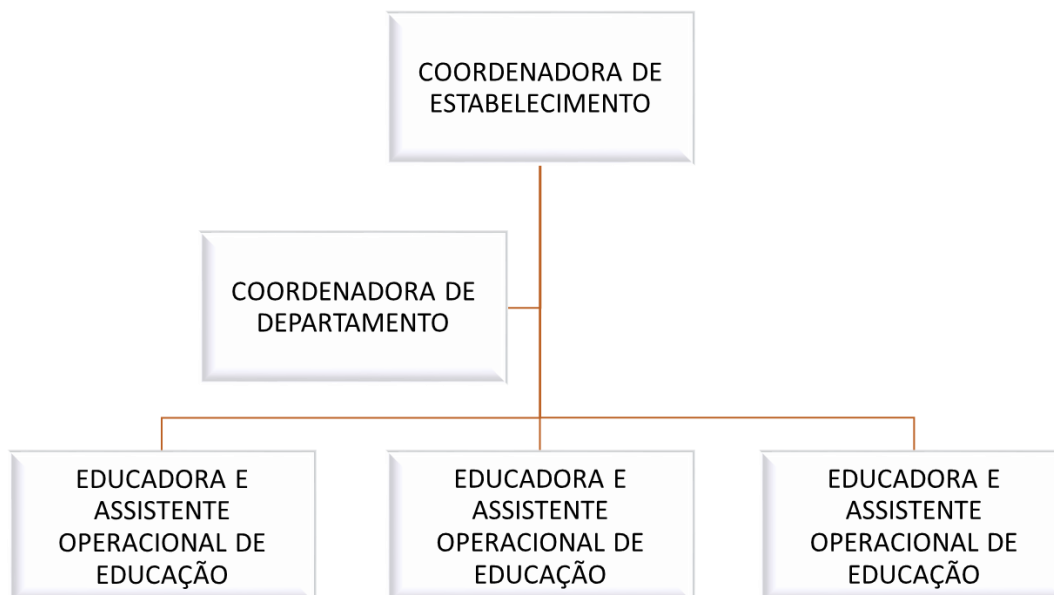 COORDENADORA DE
ESTABELECIMENTO
COORDENADORA DE
DEPARTAMENTO
EDUCADORA E
ASSISTENTE
OPERACIONAL DE
EDUCAÇÃO
EDUCADORA E
ASSISTENTE
OPERACIONAL DE
EDUCAÇÃO
EDUCADORA E
ASSISTENTE
OPERACIONAL DE
EDUCAÇÃO